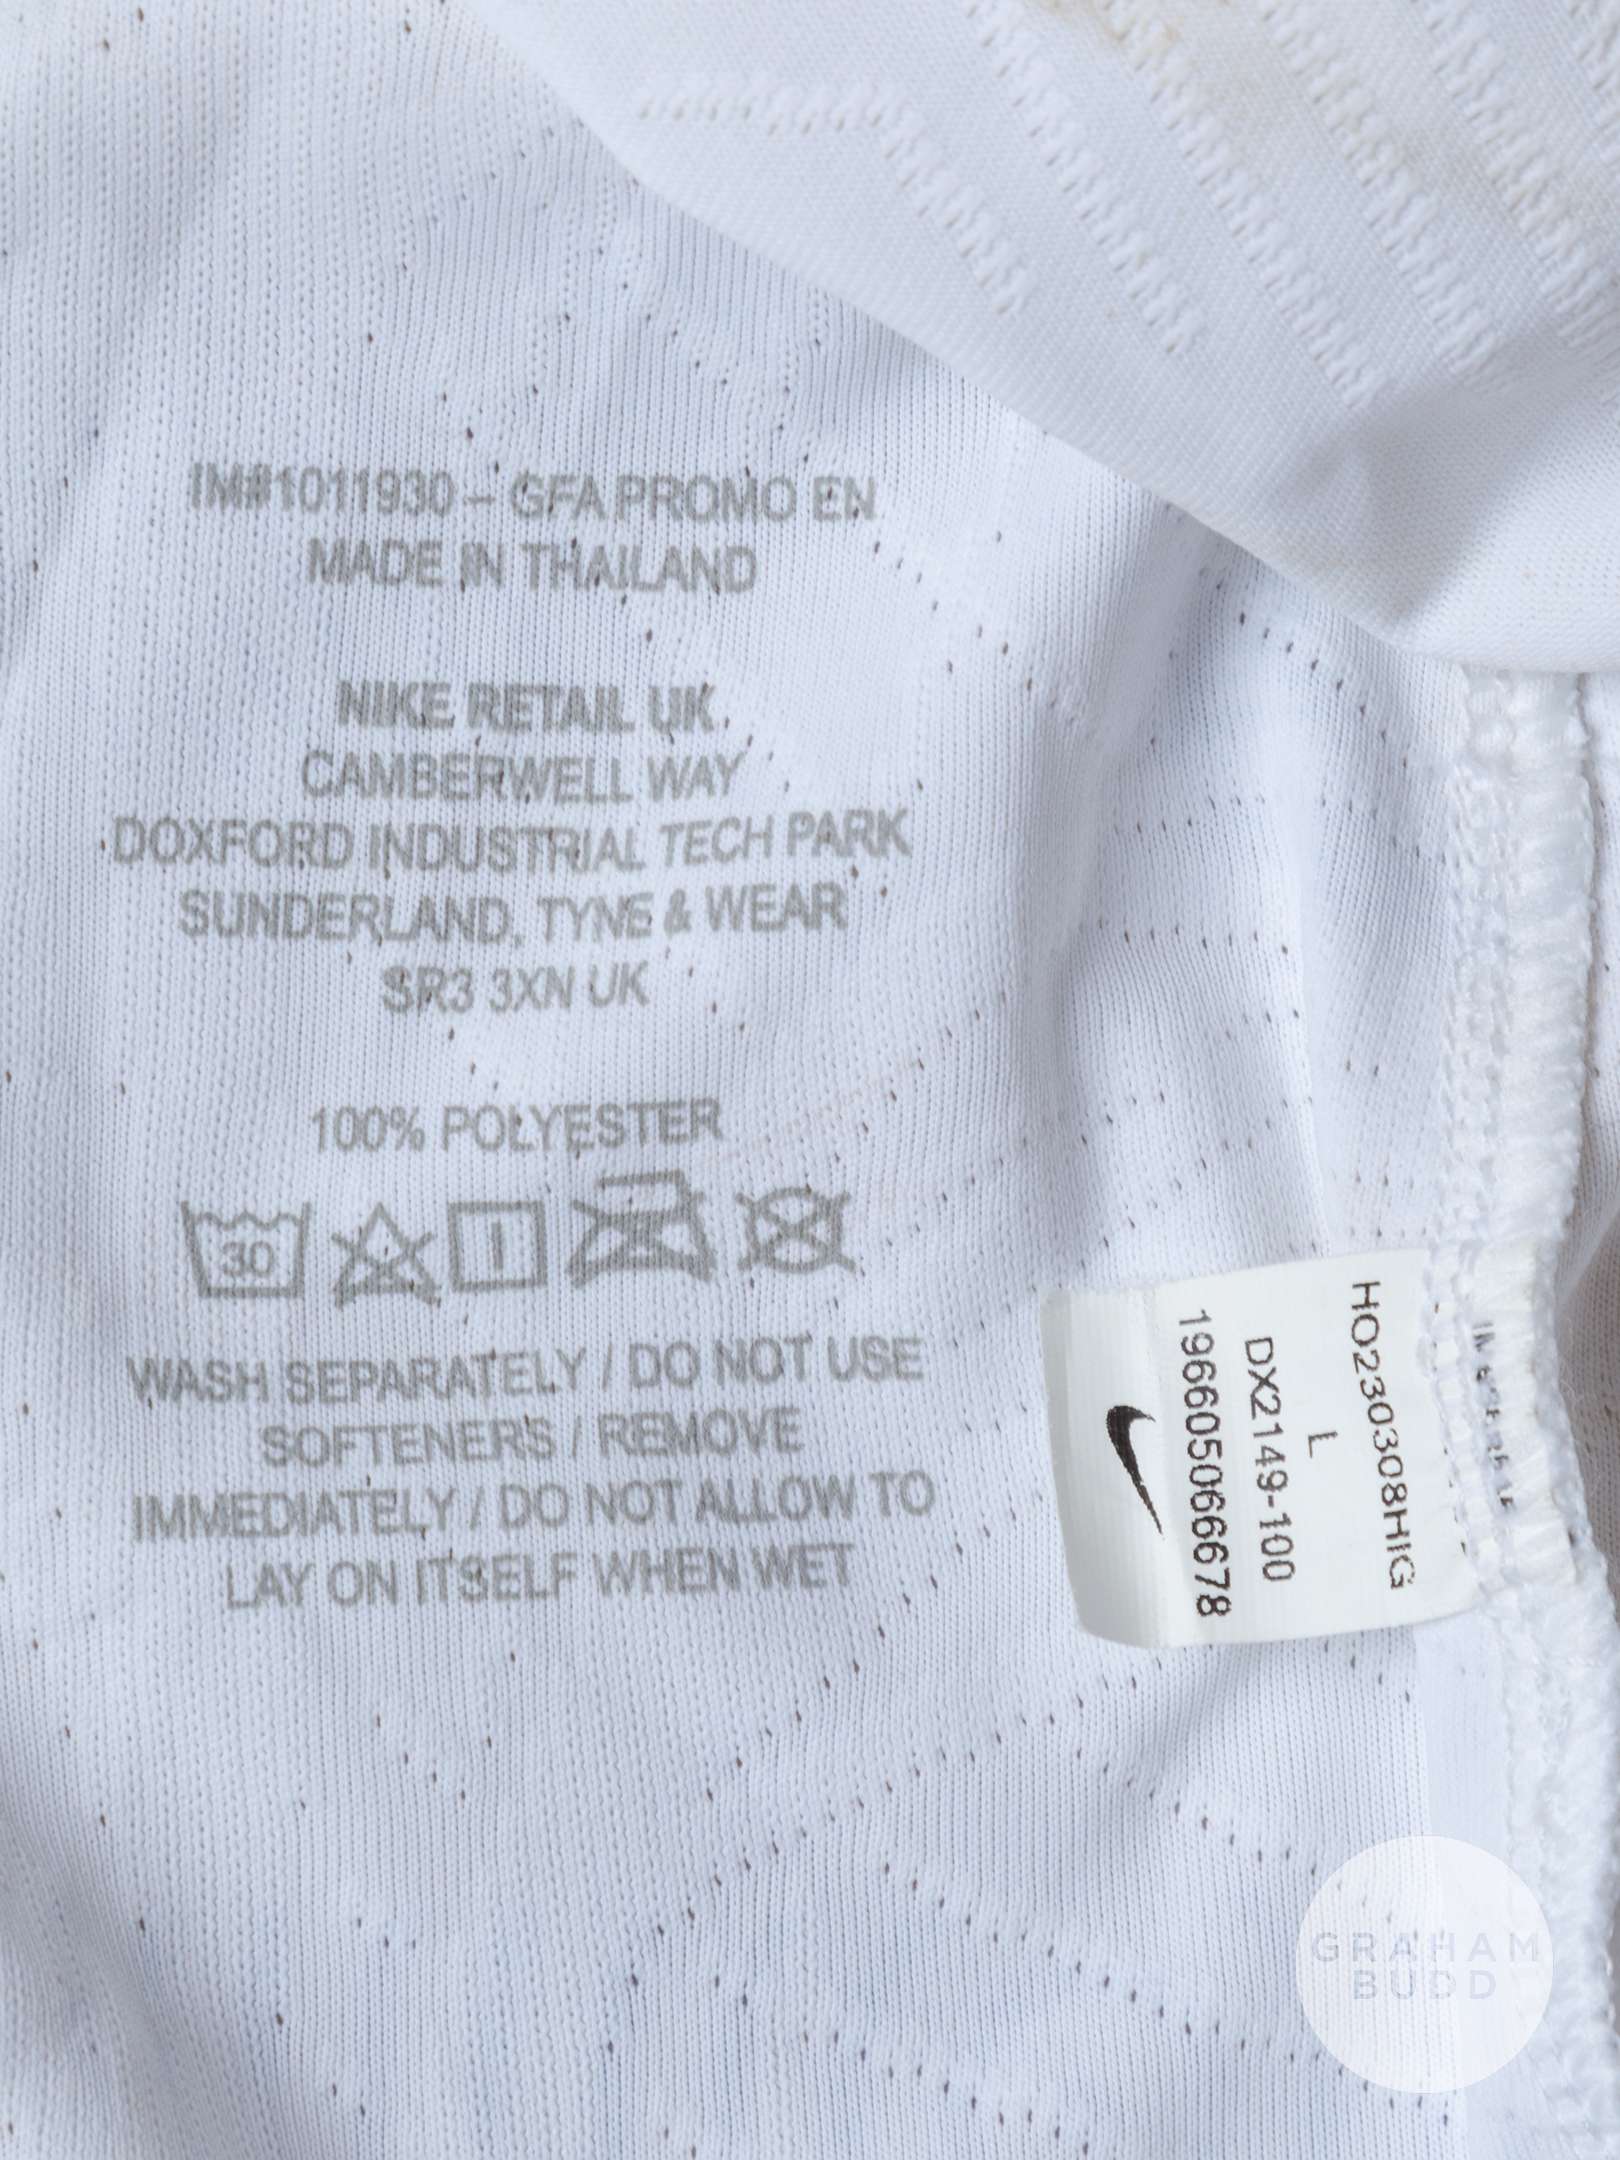 IM#1011930 – GFA PROMO EN
MADE IN THAILAND
NIKE RETAIL UK
CAMBERWELL WAY
DOXFORD INDUSTRIAL TECH PARK
SUNDERLAND, TYNE & WEAR
SR3 3XN UK
100% POLYESTER
30
WASH SEPARATELY / DO NOT USE
SOFTENERS / REMOVE
IMMEDIATELY / DO NOT ALLOW TO
LAY ON ITSELF WHEN WET
HO230308HIG
L
DX2149-100
196605066678
GRAHAM
BUDD